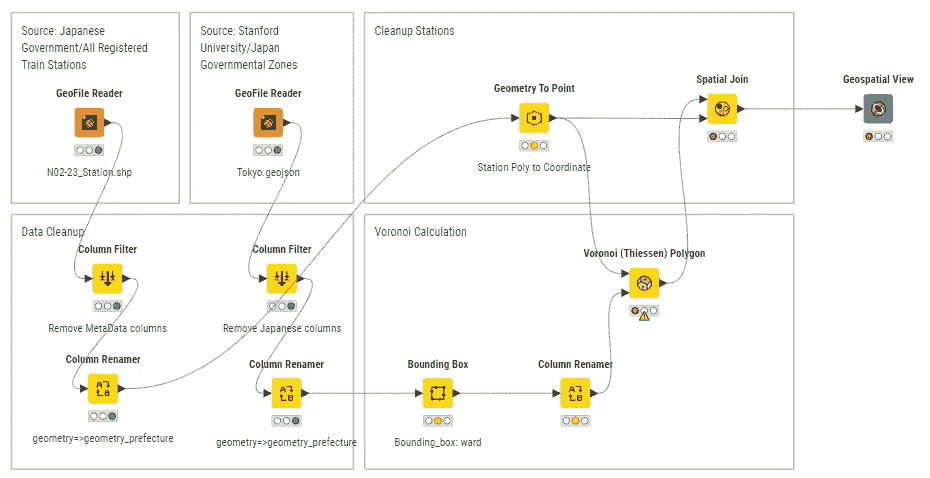 Source: Japanese
Government/All Registered
Train Stations
GeoFile Reader
N02-23_Station.shp
Source: Stanford
University/Japan
Governmental Zones
GeoFile Reader
Tokyo.geojson
Cleanup Stations
Geometry To Point
Station Poly to Coordinate
Spatial Join
Geospatial View
Data Cleanup
Column Filter
Remove MetaData columns
Column Filter
Remove Japanese columns
Column Renamer
geometry=>geometry_prefecture
Column Renamer
geometry=>geometry_prefecture
Voronoi Calculation
Voronoi (Thiessen) Polygon
Bounding Box
Bounding_box: ward
Column Renamer